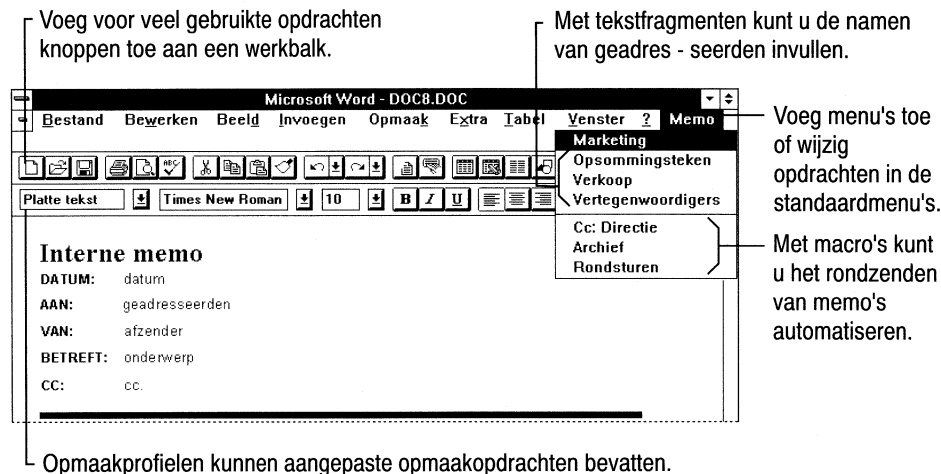 Voeg voor veel gebruikte opdrachten
knoppen toe aan een werkbalk.
Met tekstfragmenten kunt u de namen
van geadres - seerden invullen.
Microsoft Word - DOC8.DOC
Bestand Bewerken Beeld Invoegen Opmaak Extra Tabel Venster ? Memo
Marketing
Opsommingsteken
Verkoop
Vertegenwoordigers
Cc: Directie
Archief
Rondsturen
Voeg menu's toe
of wijzig
opdrachten in de
standaardmenu's.
Met macro's kunt
u het rondzenden
van memo's
automatiseren.
ABC
Platte tekst Times New Roman 10 B I U
Interne memo
DATUM: datum
AAN: geadresseerden
VAN: afzender
BETREFT: onderwerp
CC: cc.
Opmaakprofielen kunnen aangepaste opmaakopdrachten bevatten.